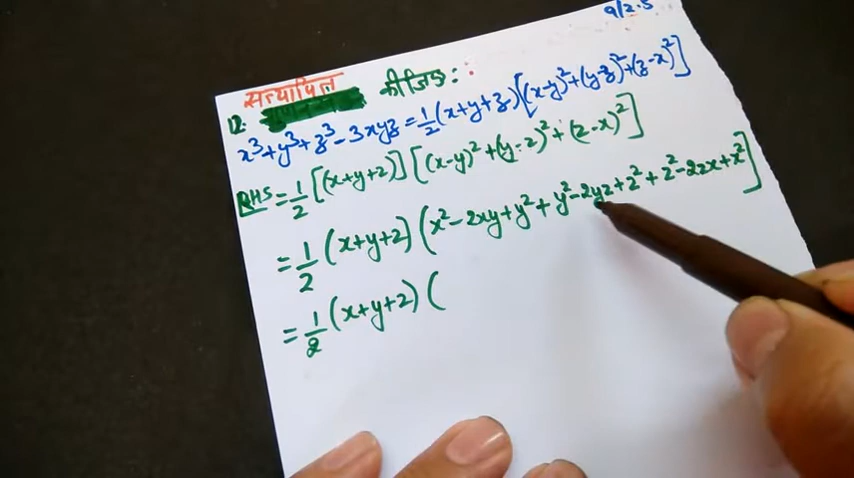 9/2.5
सत्यापित कीजिए:
12. x³+y³+z³-3xyz=1/2(x+y+z)[(x-y)²+(y-z)²+(z-x)²]
RHS = 1/2[(x+y+z)][(x-y)²+(y-z)²+(z-x)²]
= 1/2(x+y+z)(x²-2xy+y²+y²-2yz+z²+z²-2zx+x²]
= 1/2(x+y+z)(